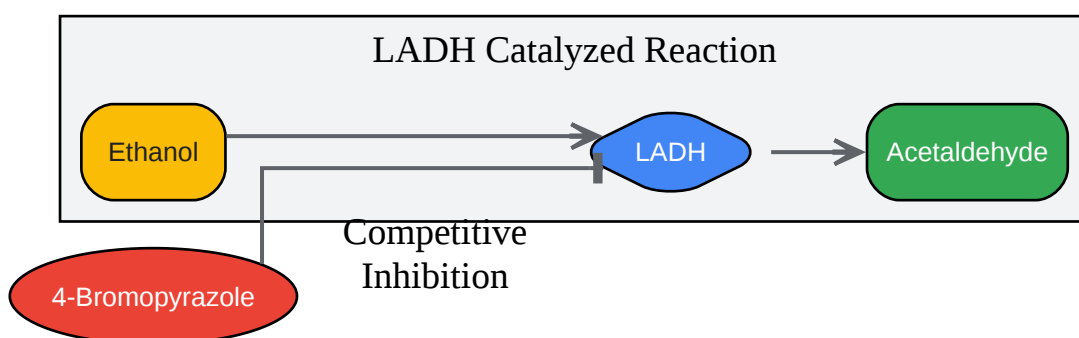 LADH Catalyzed Reaction
Ethanol
LADH
Acetaldehyde
Competitive
Inhibition
4-Bromopyrazole